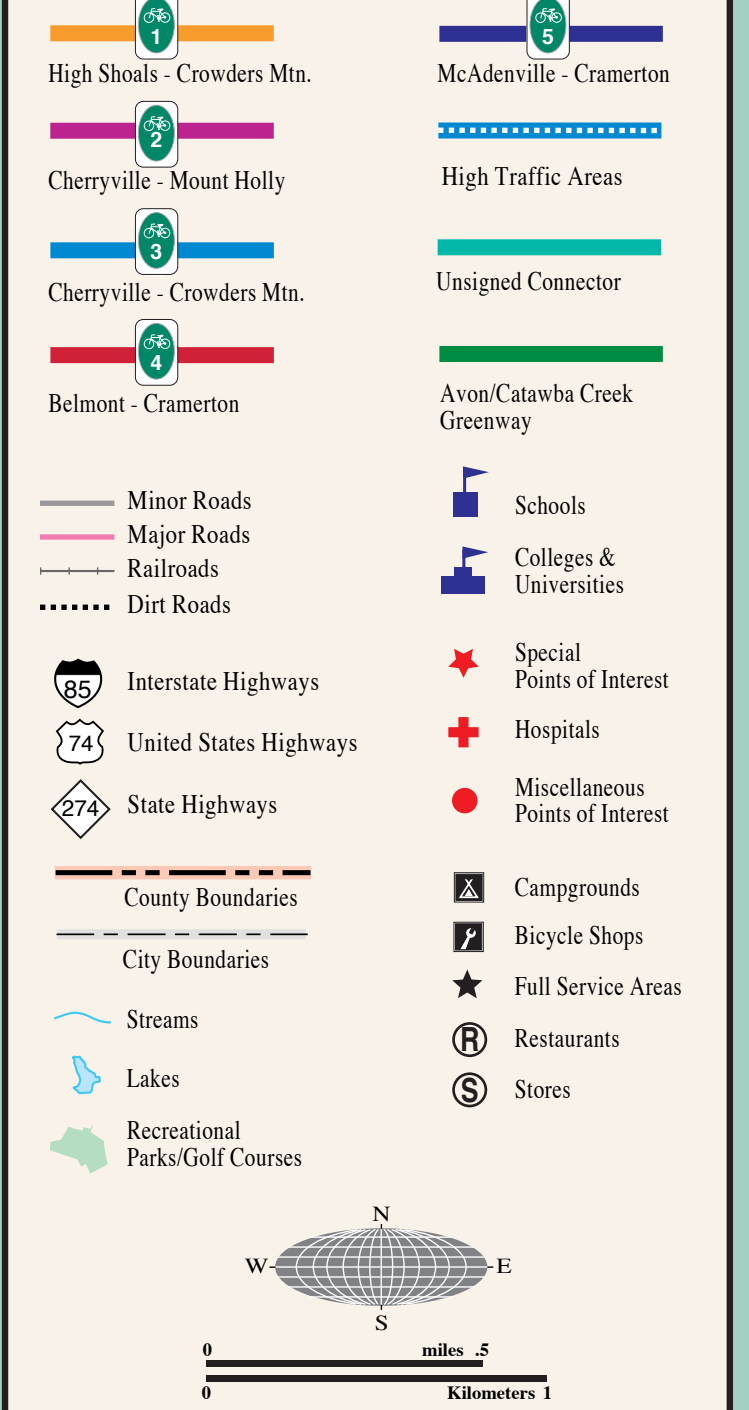 1
High Shoals - Crowders Mtn.
2
Cherryville - Mount Holly
3
Cherryville - Crowders Mtn.
4
Belmont - Cramerton
5
McAdenville - Cramerton
High Traffic Areas
Unsigned Connector
Avon/Catawba Creek
Greenway
Minor Roads
Major Roads
Railroads
Dirt Roads
85
Interstate Highways
74
United States Highways
274
State Highways
County Boundaries
City Boundaries
Streams
Lakes
Recreational
Parks/Golf Courses
Schools
Colleges &
Universities
Special
Points of Interest
Hospitals
Miscellaneous
Points of Interest
Campgrounds
Bicycle Shops
Full Service Areas
R
Restaurants
S
Stores
N
W E
S
0 miles .5
0 Kilometers 1